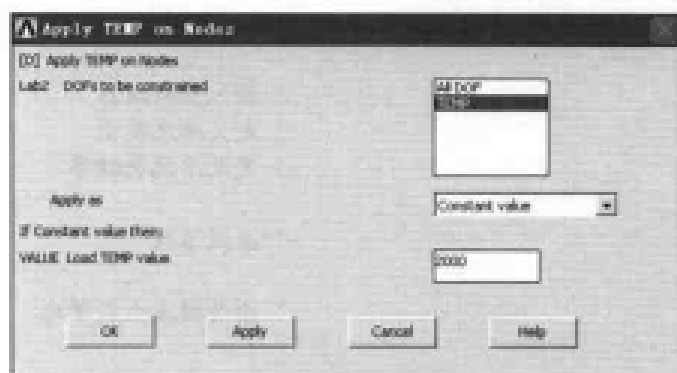 Apply TEMP on Nodes
[D] Apply TEMP on Nodes
Lab2 DOFs to be constrained
All DOF
TEMP
Apply as
Constant value
If Constant value then:
VALUE Load TEMP value
2000
OK
Apply
Cancel
Help